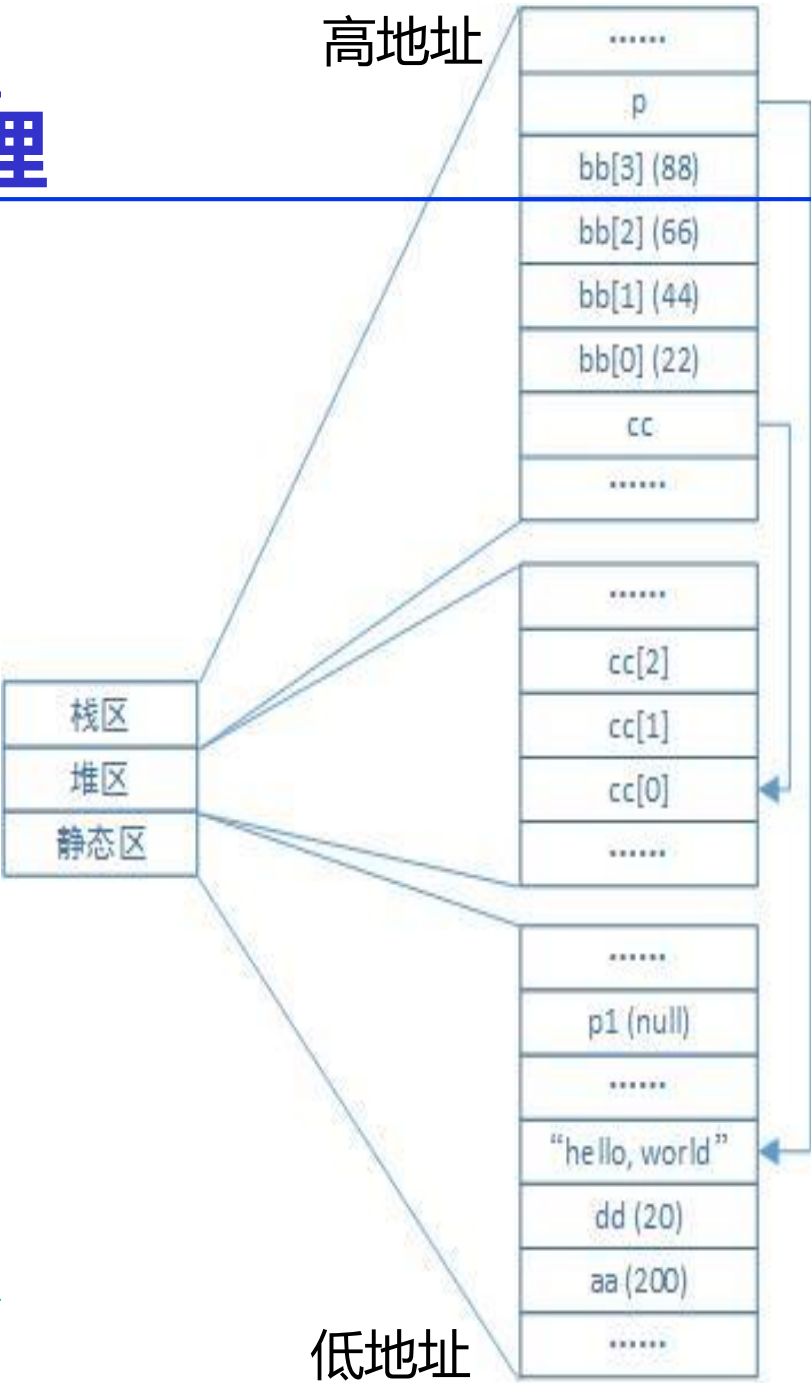 高地址
理
……
p
bb[3] (88)
bb[2] (66)
bb[1] (44)
bb[0] (22)
cc
……
……
cc[2]
cc[1]
cc[0]
……
栈区
堆区
静态区
……
p1 (null)
……
“hello, world”
dd (20)
aa (200)
……
低地址